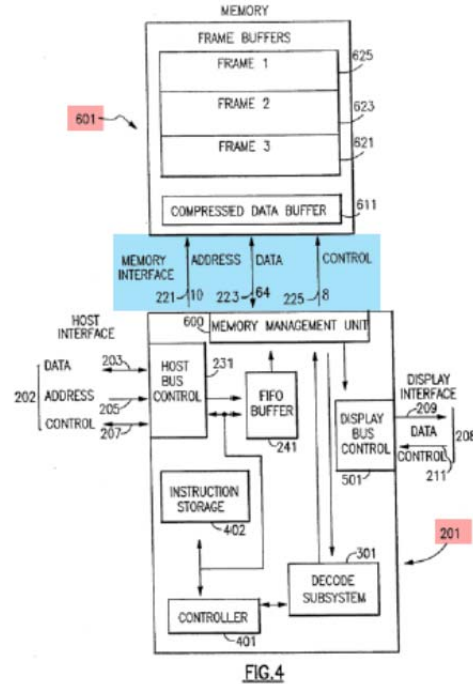 MEMORY
FRAME BUFFERS
FRAME 1
625
FRAME 2
623
601
FRAME 3
621
COMPRESSED DATA BUFFER
611
MEMORY INTERFACE
ADDRESS
DATA
CONTROL
221
10
223
64
225
8
600
MEMORY MANAGEMENT UNIT
HOST INTERFACE
202
DATA
203
ADDRESS
205
CONTROL
207
231
HOST BUS CONTROL
FIFO BUFFER
241
DISPLAY BUS CONTROL
501
DISPLAY INTERFACE
209
DATA
CONTROL
211
208
INSTRUCTION STORAGE
402
301
DECODE SUBSYSTEM
201
CONTROLLER
401
FIG.4